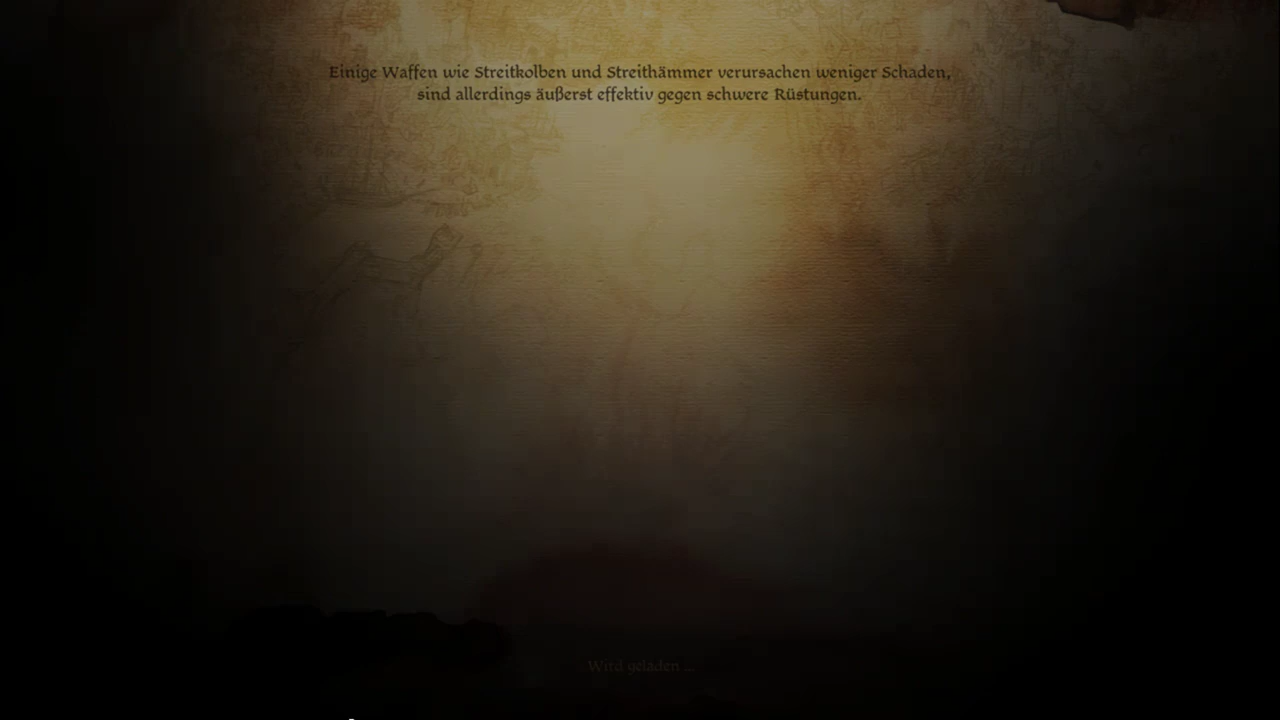 Einige Waffen wie Streitkolben und Streithämmer verursachen weniger Schaden,
sind allerdings äußerst effektiv gegen schwere Rüstungen.
Wird geladen ...